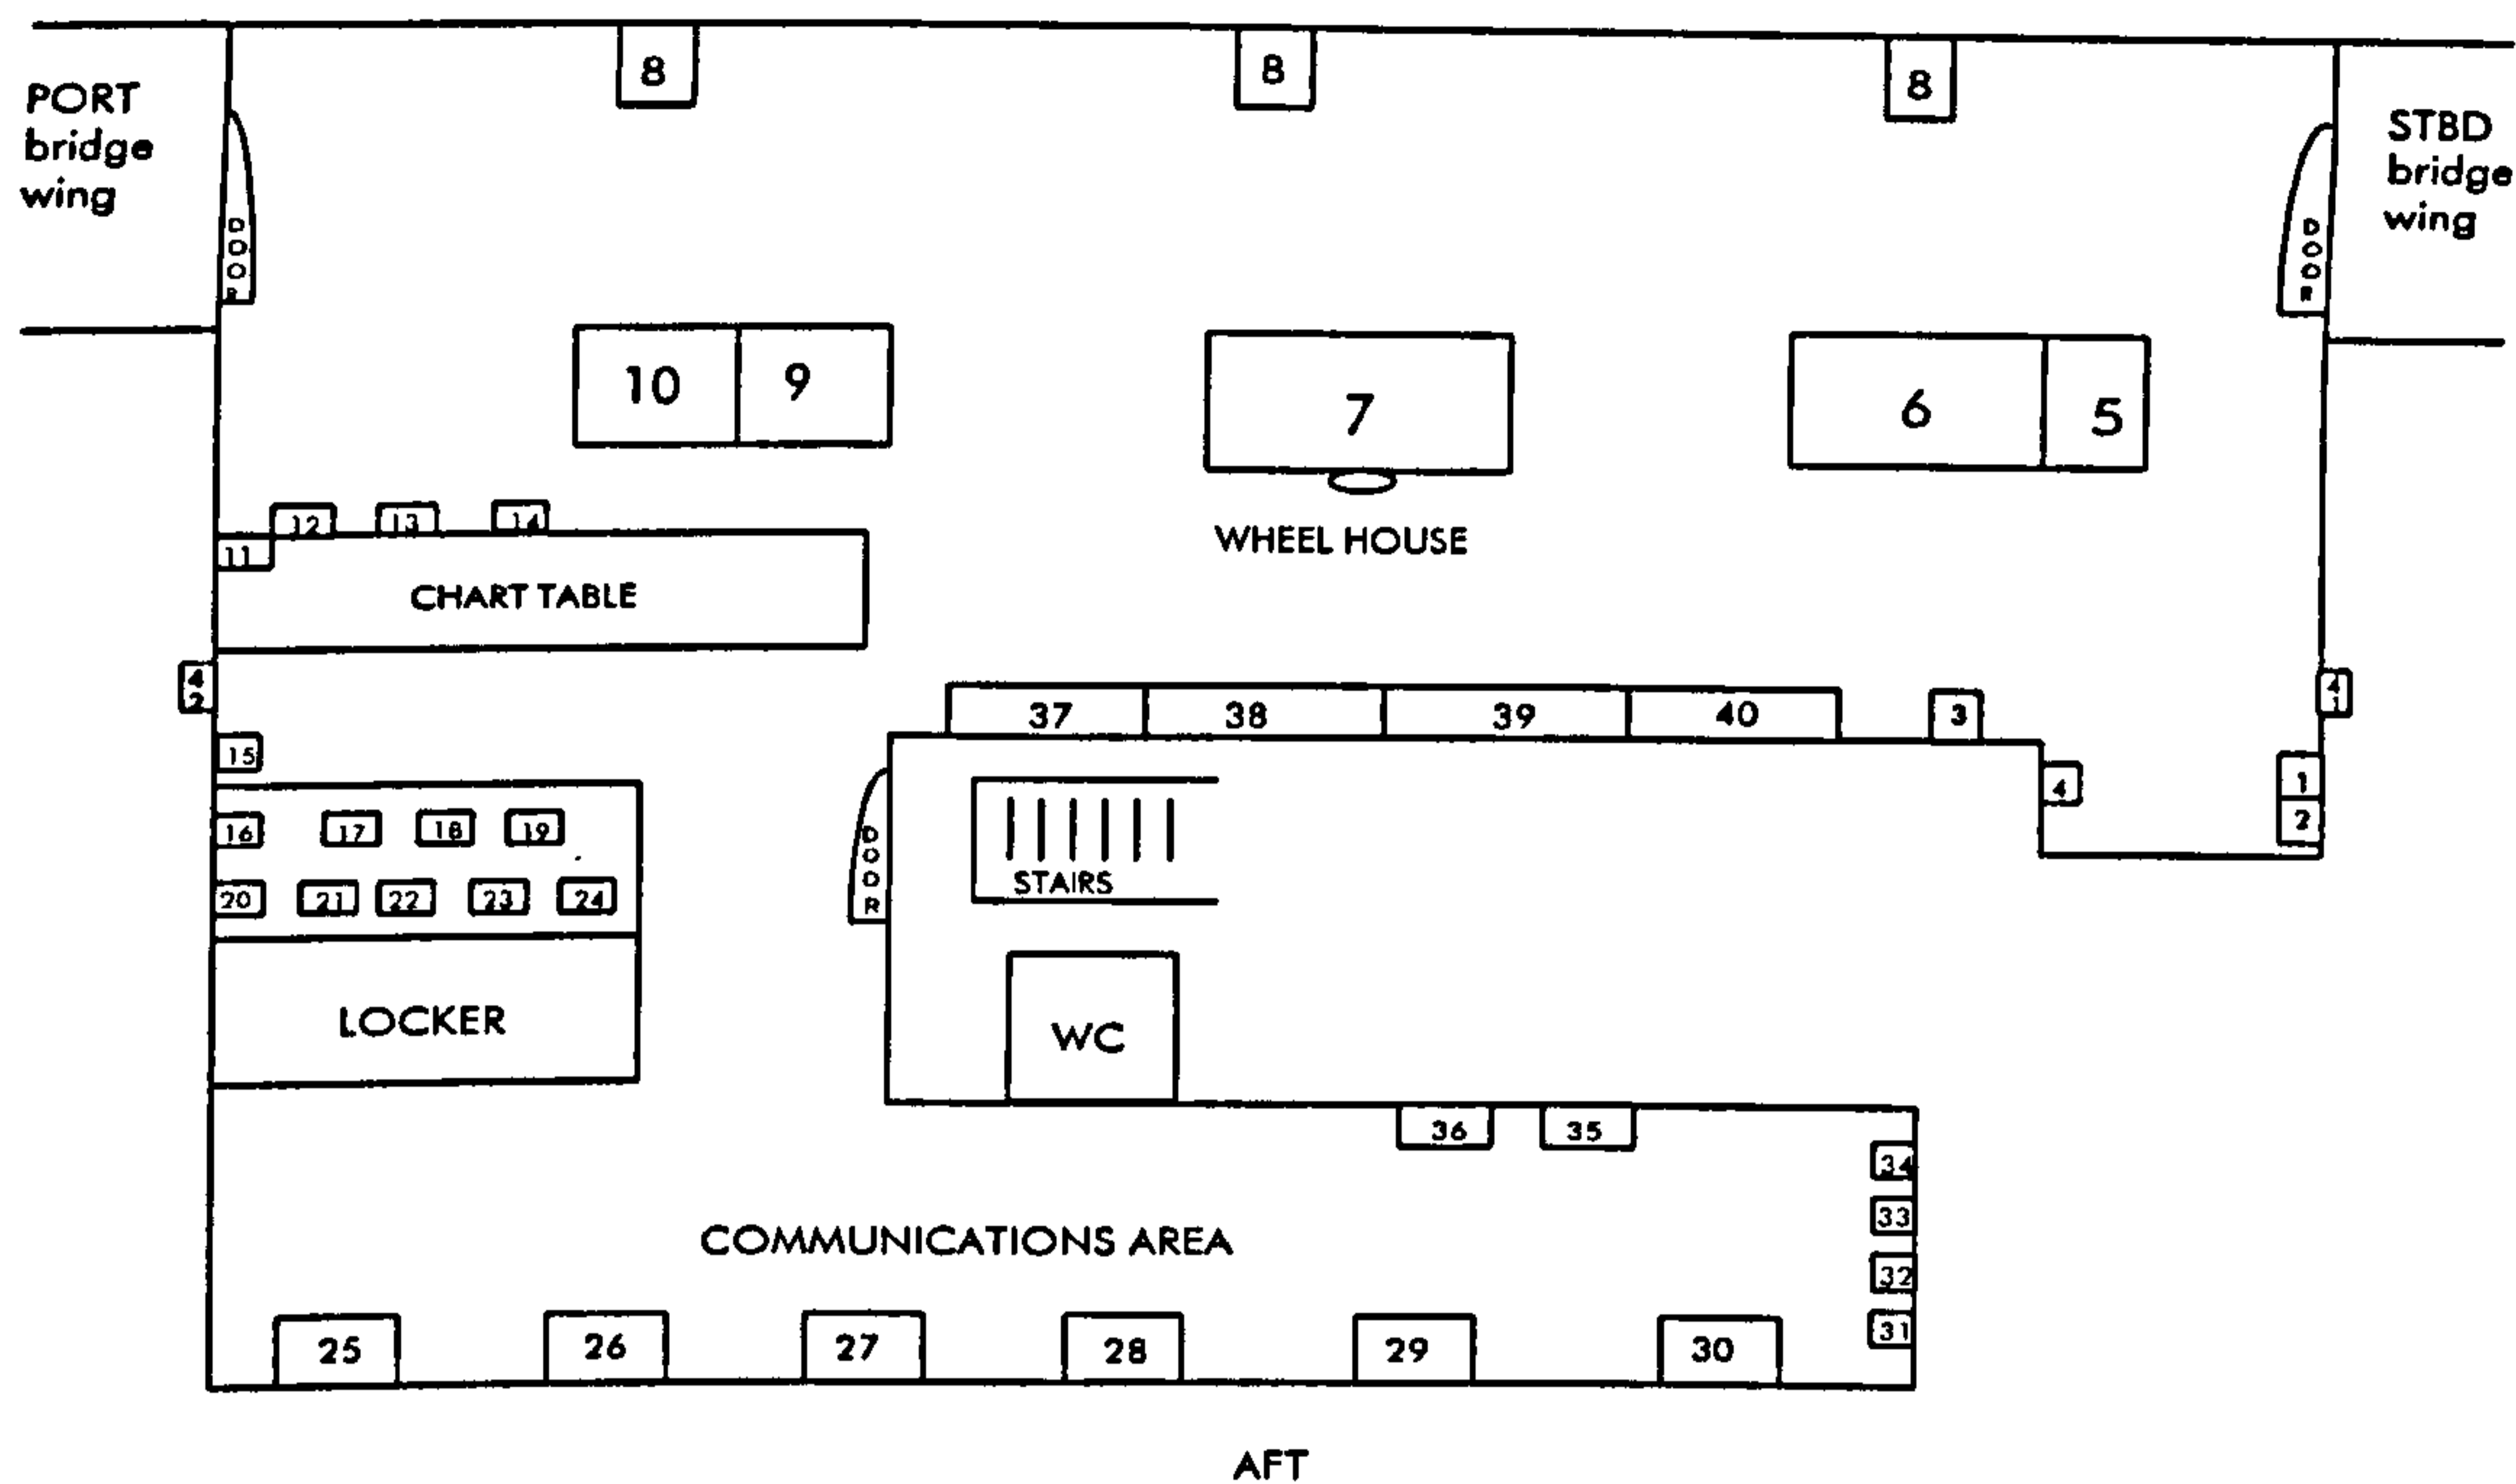 8
8
8
PORT
bridge
wing
STBD
bridge
wing
DOOR
DOOR
10
9
7
6
5
12
13
14
11
CHART TABLE
WHEEL HOUSE
42
41
37
38
39
40
3
15
4
1
2
16
17
18
19
DOOR
STAIRS
20
21
22
23
24
LOCKER
WC
36
35
34
33
32
31
COMMUNICATIONS AREA
25
26
27
28
29
30
AFT